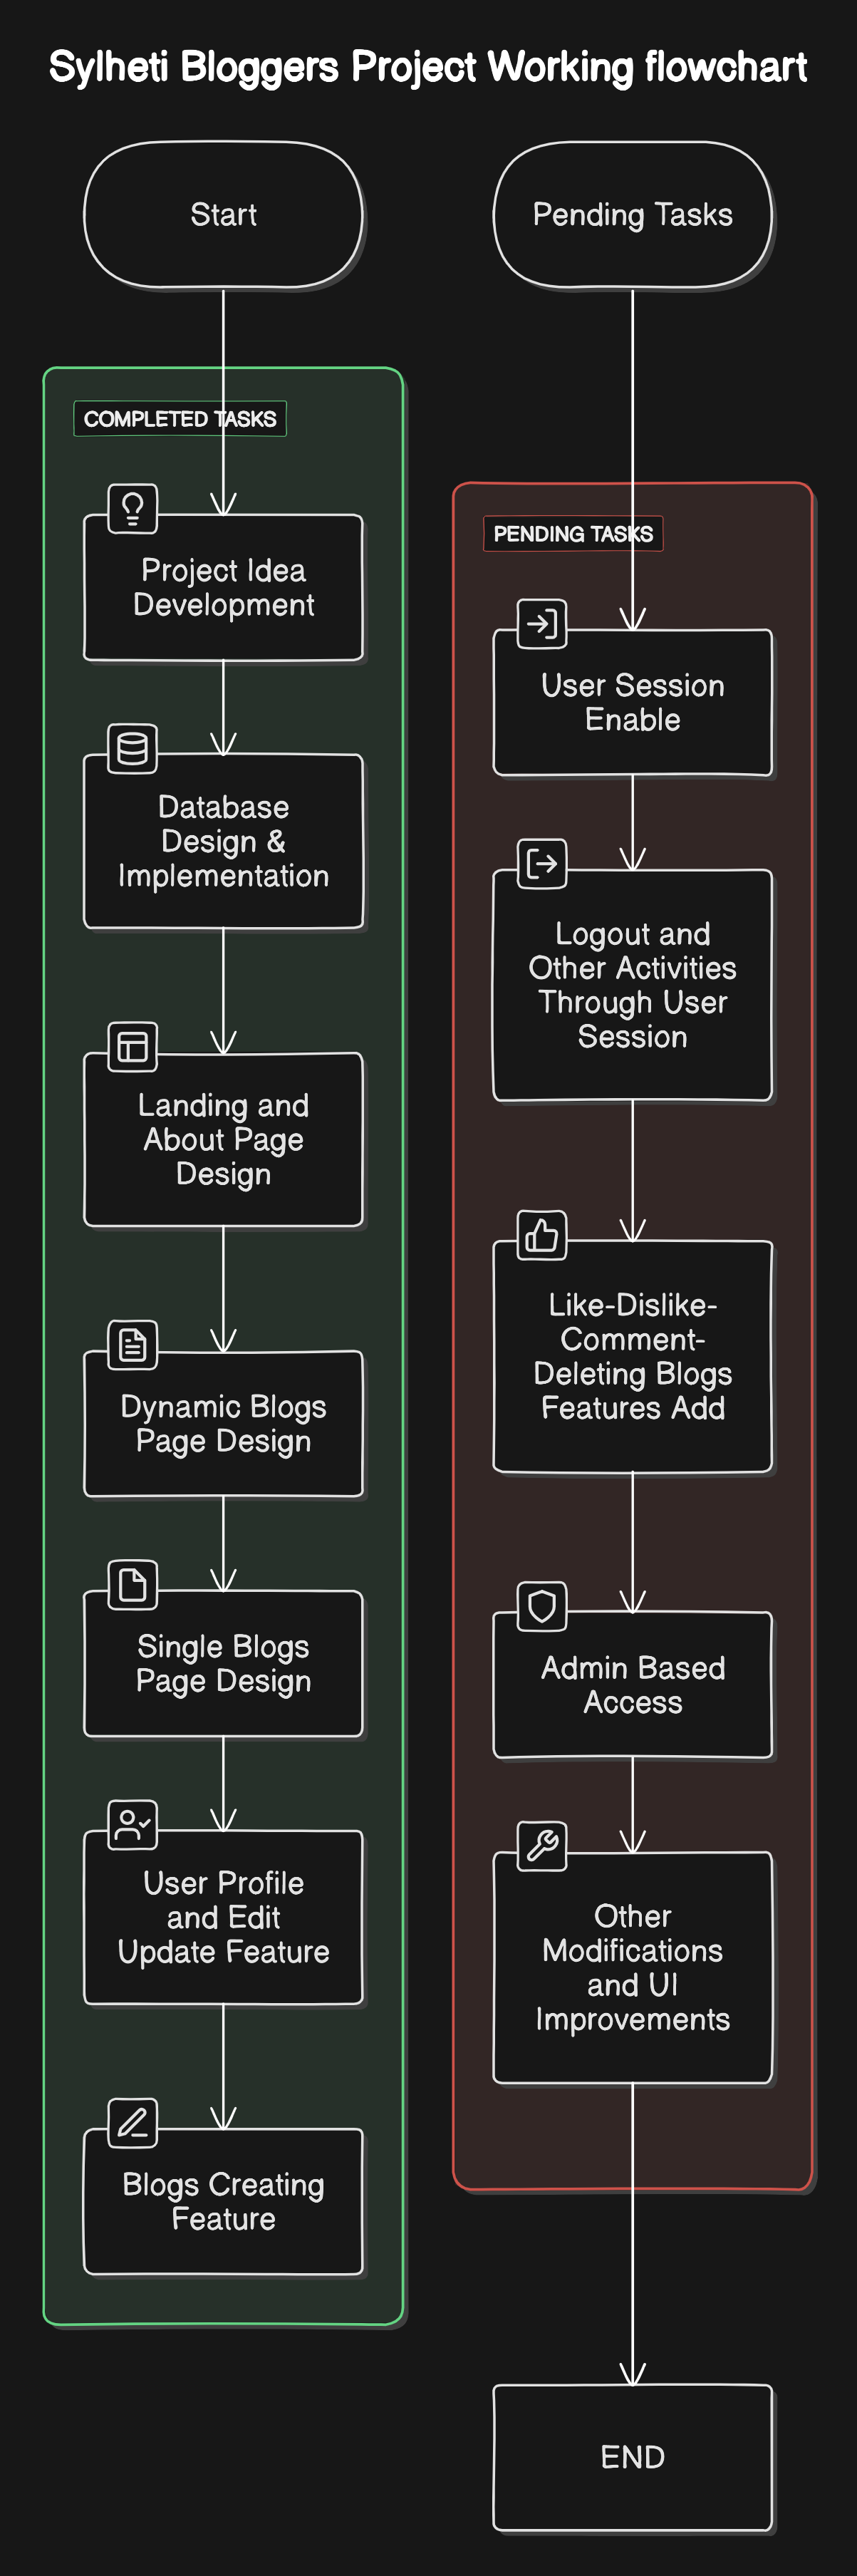 Sylheti Bloggers Project Working flowchart
Start
COMPLETED TASKS
Project Idea
Development
Database
Design &
Implementation
Landing and
About Page
Design
Dynamic Blogs
Page Design
Single Blogs
Page Design
User Profile
and Edit
Update Feature
Blogs Creating
Feature
Pending Tasks
PENDING TASKS
User Session
Enable
Logout and
Other Activities
Through User
Session
Like-Dislike-
Comment-
Deleting Blogs
Features Add
Admin Based
Access
Other
Modifications
and UI
Improvements
END